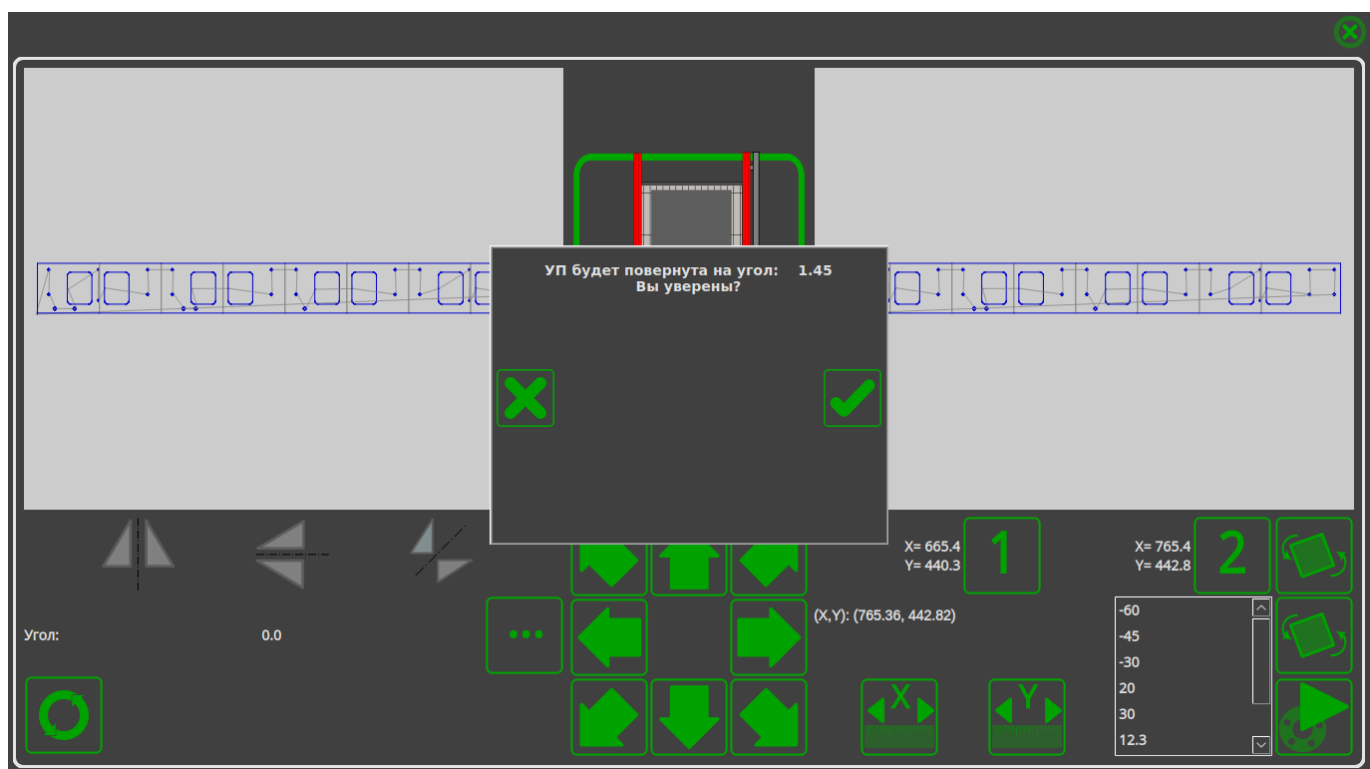 УП будет повернута на угол: 1.45
Вы уверены?
X= 665.4
Y= 440.3
1
X= 765.4
Y= 442.8
2
(X,Y): (765.36, 442.82)
Угол: 0.0
-60
-45
-30
20
30
12.3
X
Y